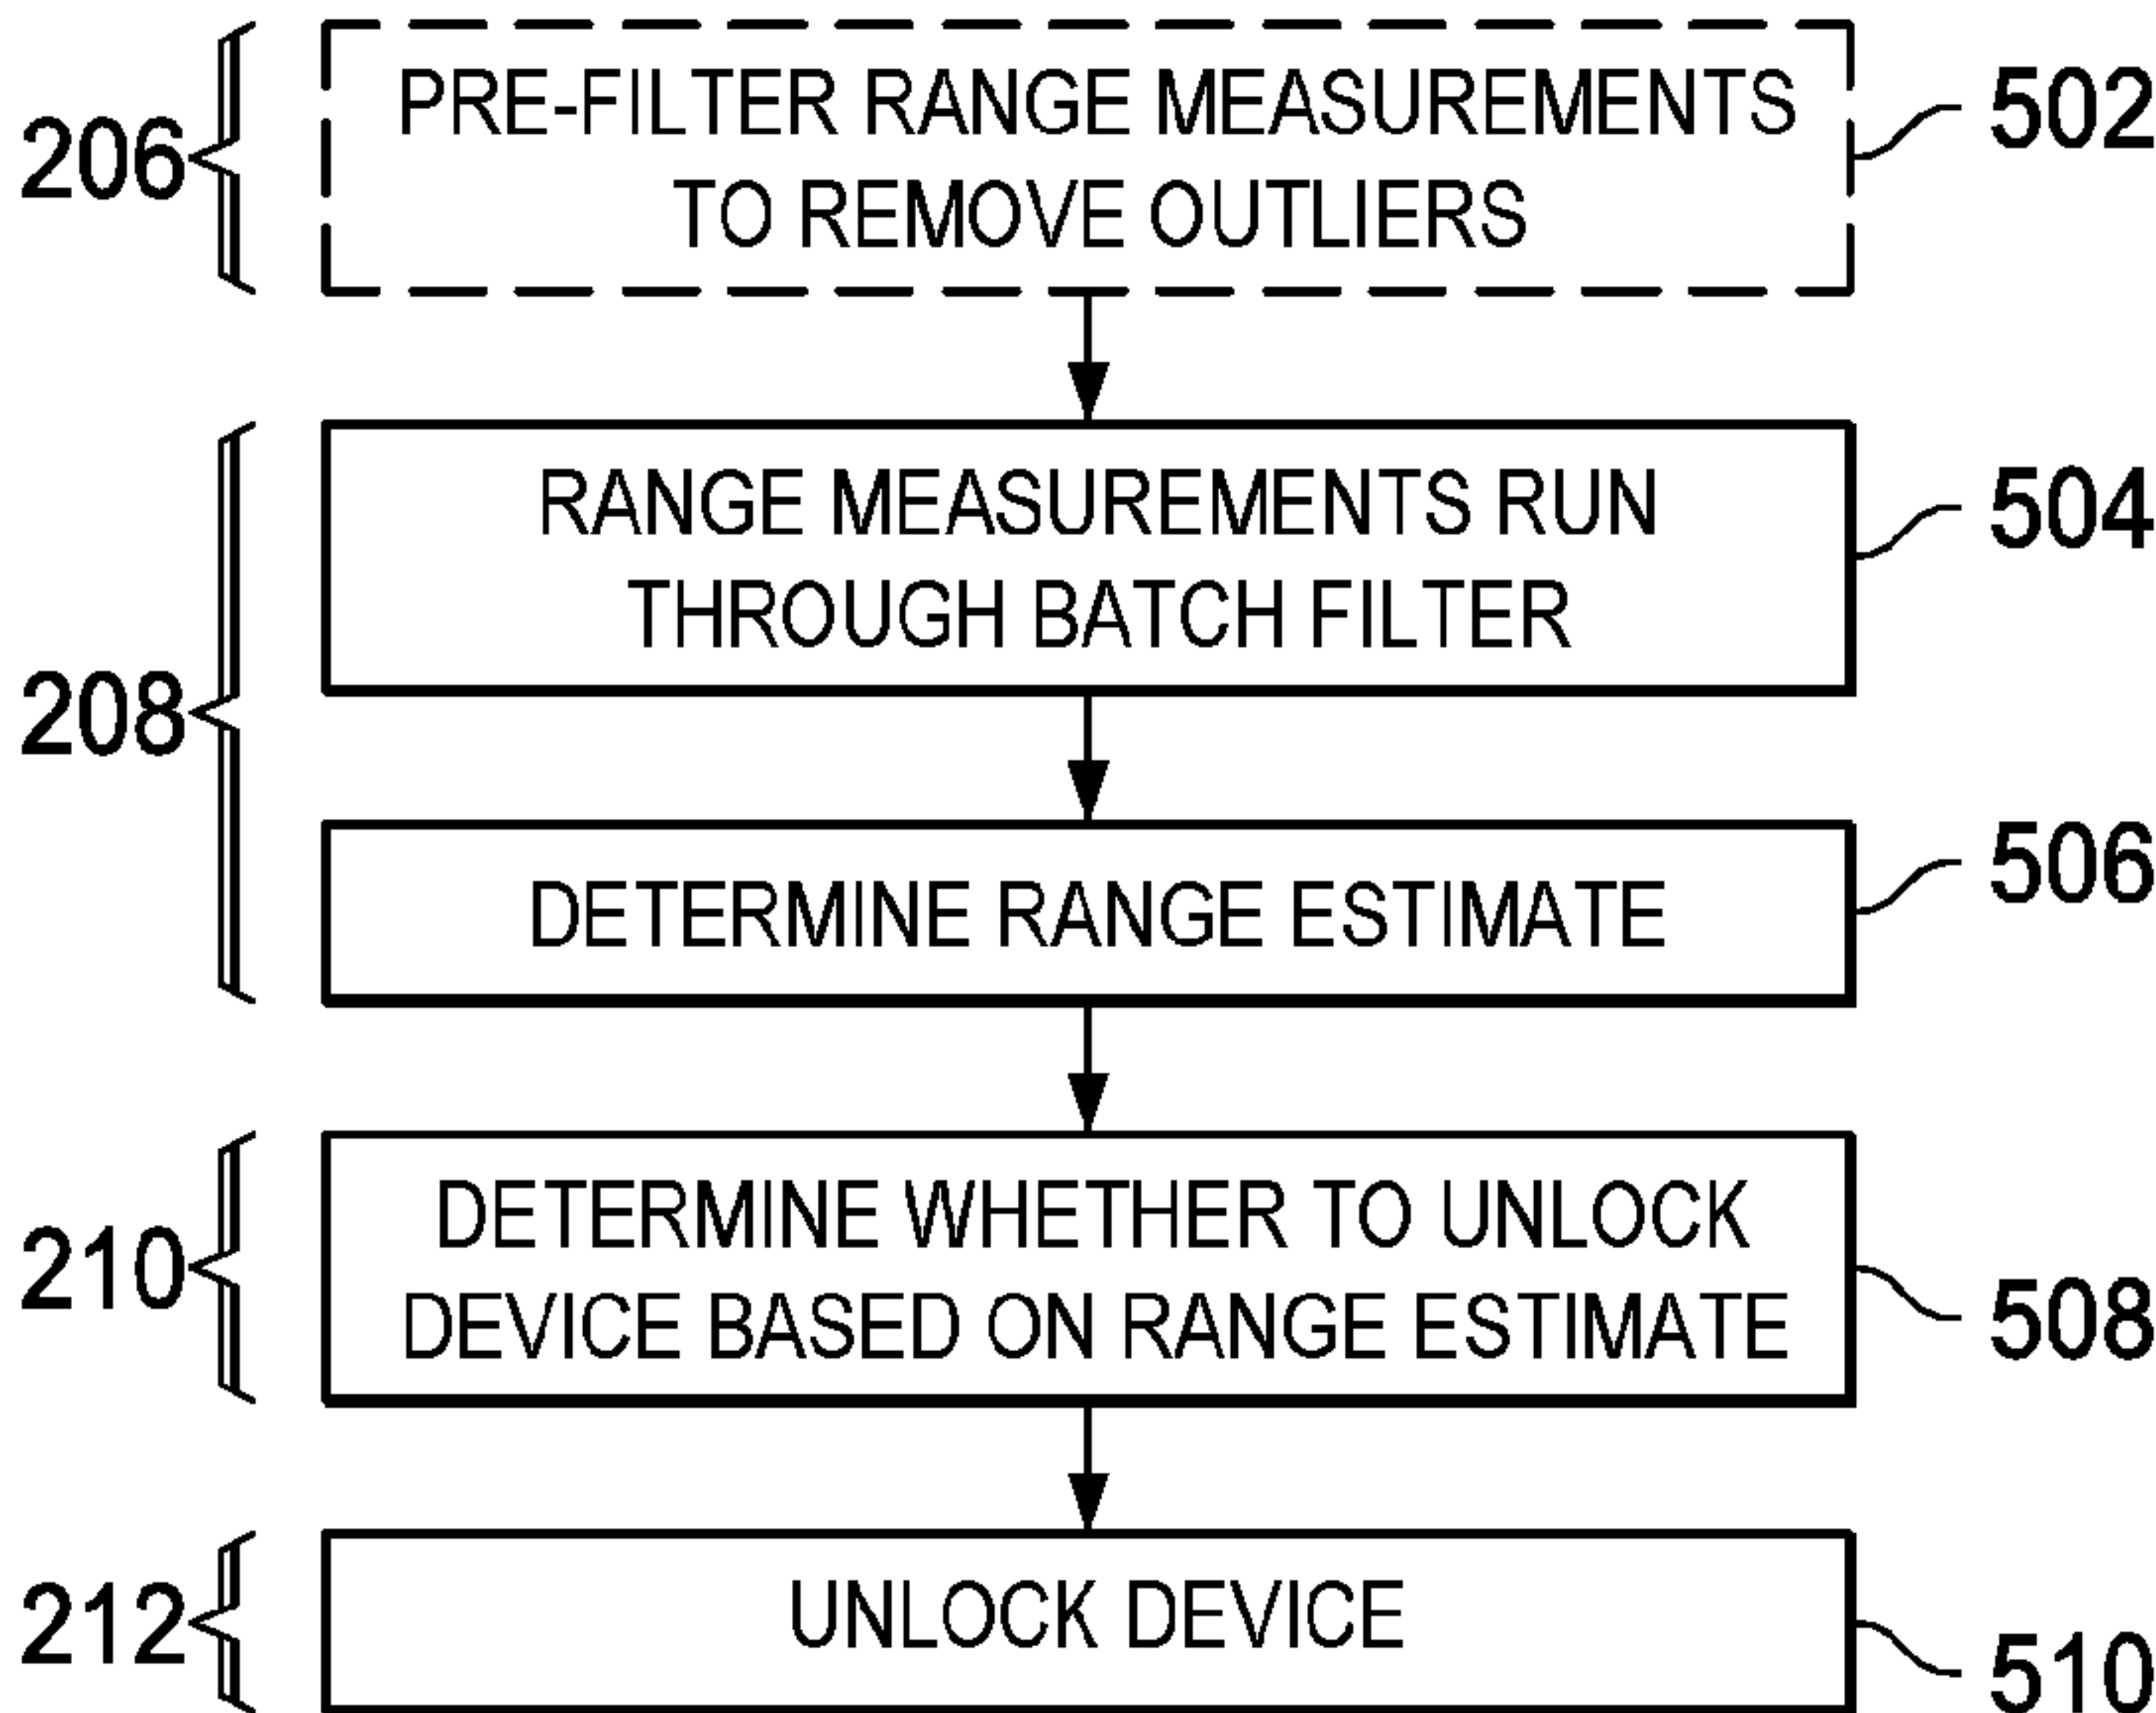 206
PRE-FILTER RANGE MEASUREMENTS
TO REMOVE OUTLIERS
502
208
RANGE MEASUREMENTS RUN
THROUGH BATCH FILTER
504
DETERMINE RANGE ESTIMATE
506
210
DETERMINE WHETHER TO UNLOCK
DEVICE BASED ON RANGE ESTIMATE
508
212
UNLOCK DEVICE
510